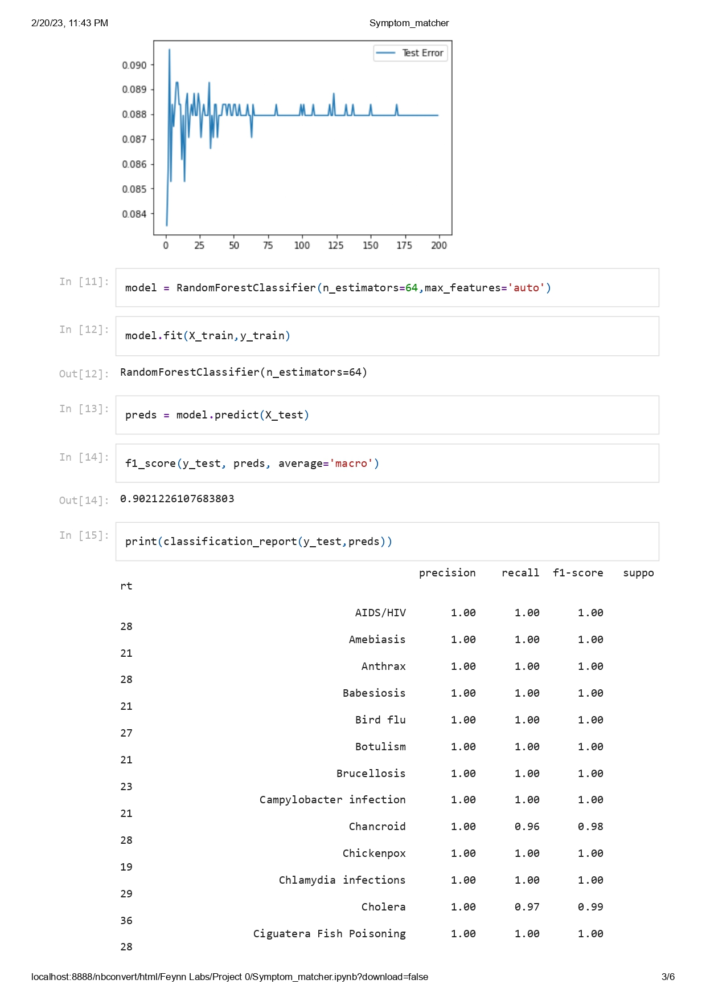 2/20/23, 11:43 PM
Symptom_matcher
Test Error
0.090
0.089
0.088
0.087
0.086
0.085
0.084
0 25 50 75 100 125 150 175 200
In [11]: model = RandomForestClassifier(n_estimators=64,max_features='auto')
In [12]: model.fit(X_train,y_train)
Out[12]: RandomForestClassifier(n_estimators=64)
In [13]: preds = model.predict(X_test)
In [14]: f1_score(y_test, preds, average='macro')
Out[14]: 0.9021226107683803
In [15]: print(classification_report(y_test,preds))
precision recall f1-score suppo
rt
AIDS/HIV 1.00 1.00 1.00
28
Amebiasis 1.00 1.00 1.00
21
Anthrax 1.00 1.00 1.00
28
Babesiosis 1.00 1.00 1.00
21
Bird flu 1.00 1.00 1.00
27
Botulism 1.00 1.00 1.00
21
Brucellosis 1.00 1.00 1.00
23
Campylobacter infection 1.00 1.00 1.00
21
Chancroid 1.00 0.96 0.98
28
Chickenpox 1.00 1.00 1.00
19
Chlamydia infections 1.00 1.00 1.00
29
Cholera 1.00 0.97 0.99
36
Ciguatera Fish Poisoning 1.00 1.00 1.00
28
localhost:8888/nbconvert/html/Feynn Labs/Project 0/Symptom_matcher.ipynb?download=false
3/6